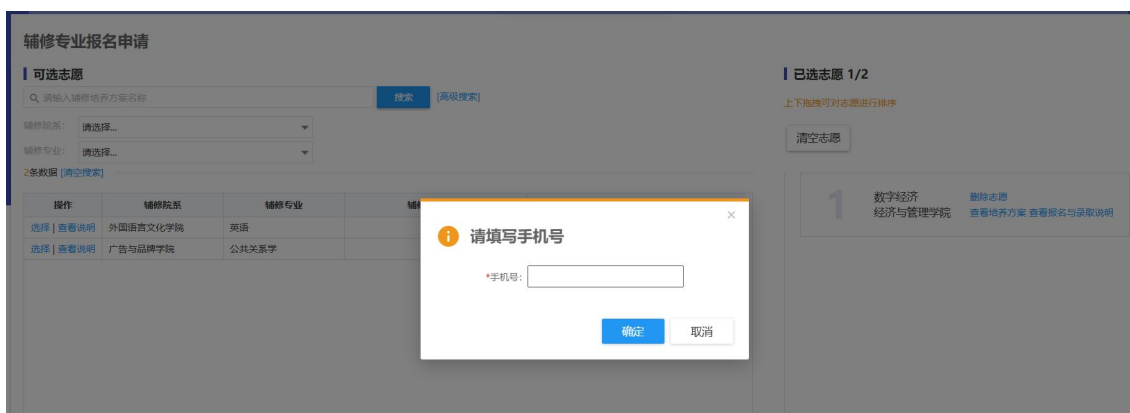 辅修专业报名申请
可选志愿
请输入辅修培养方案名称
搜索
[高级搜索]
辅修院系: 请选择...
辅修专业: 请选择...
2条数据 [清空搜索]
操作 辅修院系 辅修专业
选择 | 查看说明 外国语言文化学院 英语
选择 | 查看说明 广告与品牌学院 公共关系学
请填写手机号
*手机号:
确定 取消
已选志愿 1/2
上下拖拽可对志愿进行排序
清空志愿
1 数字经济 删除志愿
经济与管理学院 查看培养方案 查看报名与录取说明